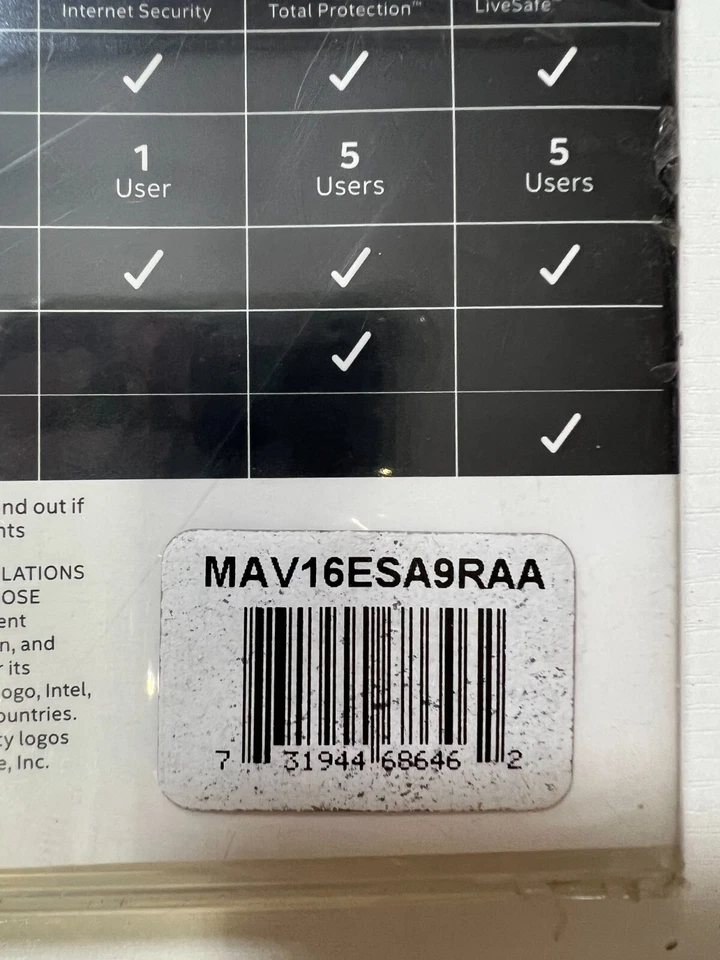 Internet Security Total Protection™ LiveSafe™
1 5 5
User Users Users
nd out if
nts
LATIONS
OSE
ent
n, and
r its
ogo, Intel,
ountries.
ty logos
e, Inc.
MAV16ESA9RAA
7 31944 68646 2